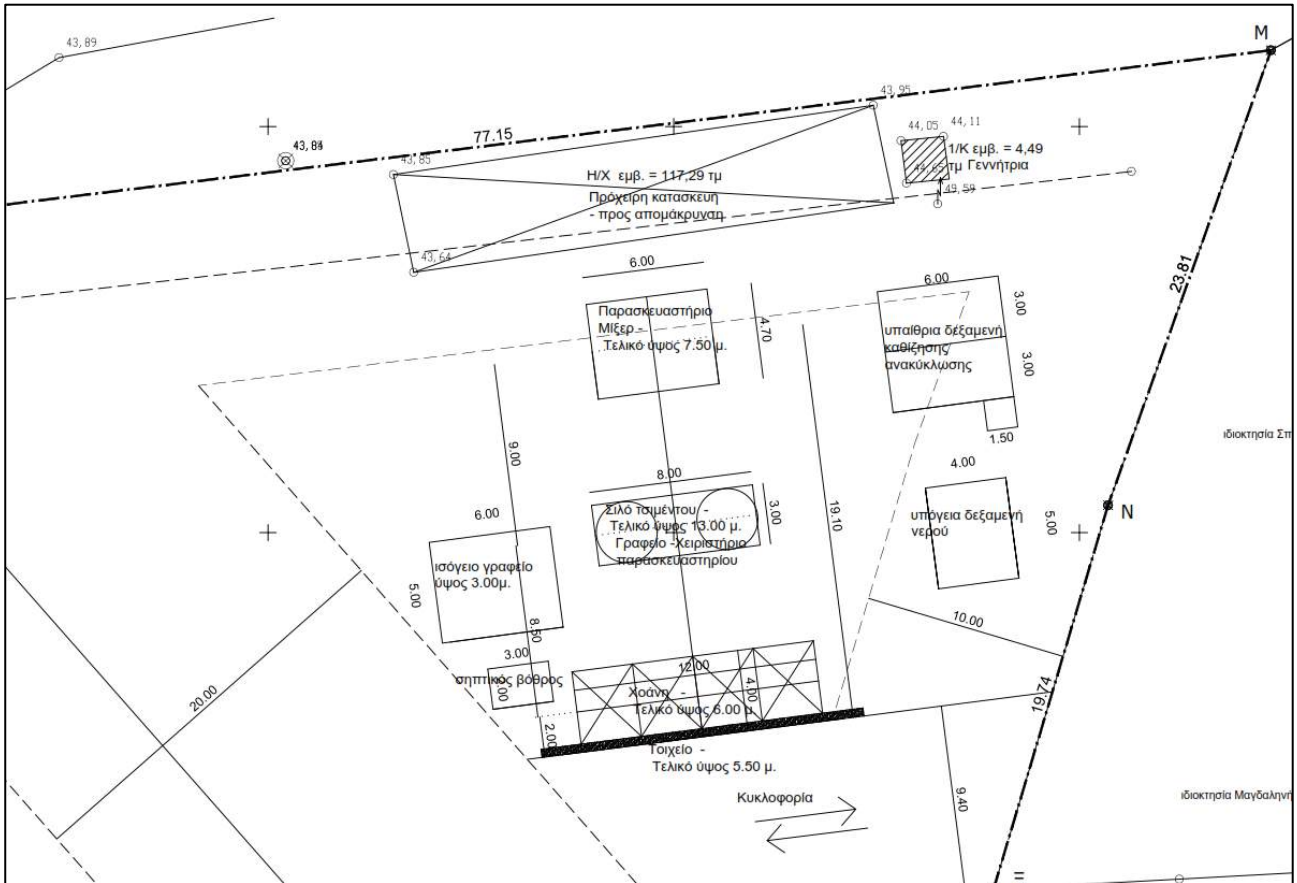 43,89
M
43,95
44,05
44,11
77.15
43,85
1/Κ εμβ. = 4,49
τμ Γεννήτρια
Η/Χ εμβ. = 117,29 τμ
44,65
49,59
Πρόχειρη κατασκευή
- προς απομάκρυνση
43,64
6.00
23.81
6.00
3.00
Παρασκευαστήριο
Μίξερ -
Τελικό ύψος 7.50 μ.
4.70
υπαίθρια δεξαμενή
καθίζησης/
ανακύκλωσης
3.00
1.50
ιδιοκτησία Σπ
9.00
8.00
4.00
6.00
Σιλό τσιμέντου -
Τελικό ύψος 13.00 μ.
Γραφείο -Χειριστήριο
παρασκευαστηρίου
3.00
19.10
υπόγεια δεξαμενή
νερού
5.00
N
ισόγειο γραφείο
ύψος 3.00μ.
5.00
8.50
10.00
3.00
σηπτικός βόθρος
12.00
4.00
Χοάνη -
Τελικό ύψος 6.00 μ
20.00
19.74
2.00
Τοιχείο -
Τελικό ύψος 5.50 μ.
Κυκλοφορία
9.40
ιδιοκτησία Μαγδαληνή